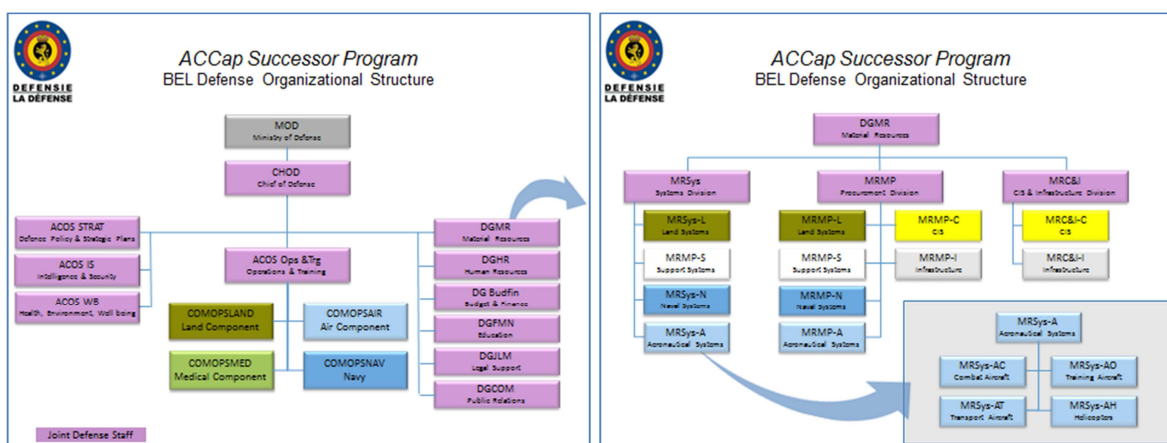 ACCap Successor Program
BEL Defense Organizational Structure
DEFENSIE
LA DÉFENSE
MOD
Ministry of Defense
CHOD
Chief of Defense
ACOS STRAT
Defence Policy & Strategic Plans
ACOS IS
Intelligence & Security
ACOS WB
Health, Environment, Well being
ACOS Ops &Trg
Operations & Training
COMOPSLAND
Land Component
COMOPSAIR
Air Component
COMOPSMED
Medical Component
COMOPSNAV
Navy
DGMR
Material Resources
DGHR
Human Resources
DG Budfin
Budget & Finance
DGFMN
Education
DGJLM
Legal Support
DGCOM
Public Relations
Joint Defense Staff
ACCap Successor Program
BEL Defense Organizational Structure
DEFENSIE
LA DÉFENSE
DGMR
Material Resources
MRSys
Systems Division
MRMP
Procurement Division
MRC&I
CIS & Infrastructure Division
MRSys-L
Land Systems
MRMP-L
Land Systems
MRMP-C
CIS
MRC&I-C
CIS
MRMP-S
Support Systems
MRMP-S
Support Systems
MRMP-I
Infrastructure
MRC&I-I
Infrastructure
MRSys-N
Naval Systems
MRMP-N
Naval Systems
MRSys-A
Aeronautical Systems
MRMP-A
Aeronautical Systems
MRSys-A
Aeronautical Systems
MRSys-AC
Combat Aircraft
MRSys-AO
Training Aircraft
MRSys-AT
Transport Aircraft
MRSys-AH
Helicopters